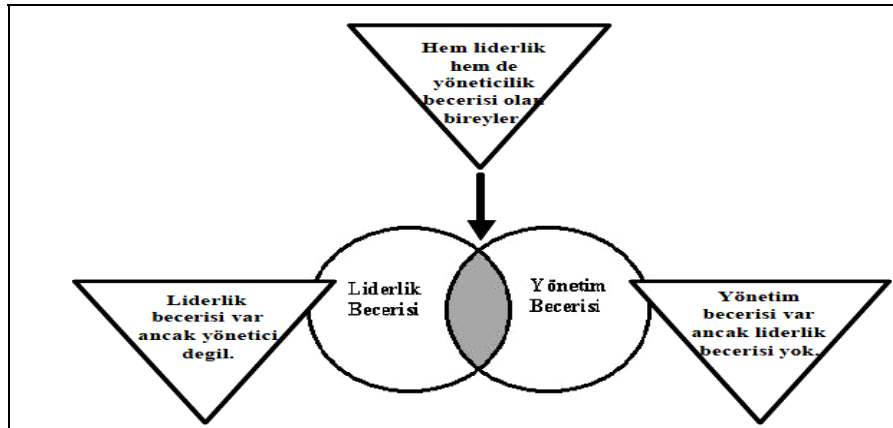 Hem liderlik
hem de
yöneticilik
becerisi olan
bireyler
Liderlik
Becerisi
Yönetim
Becerisi
Liderlik
becerisi var
ancak yönetici
degil.
Yönetim
becerisi var
ancak liderlik
becerisi yok.